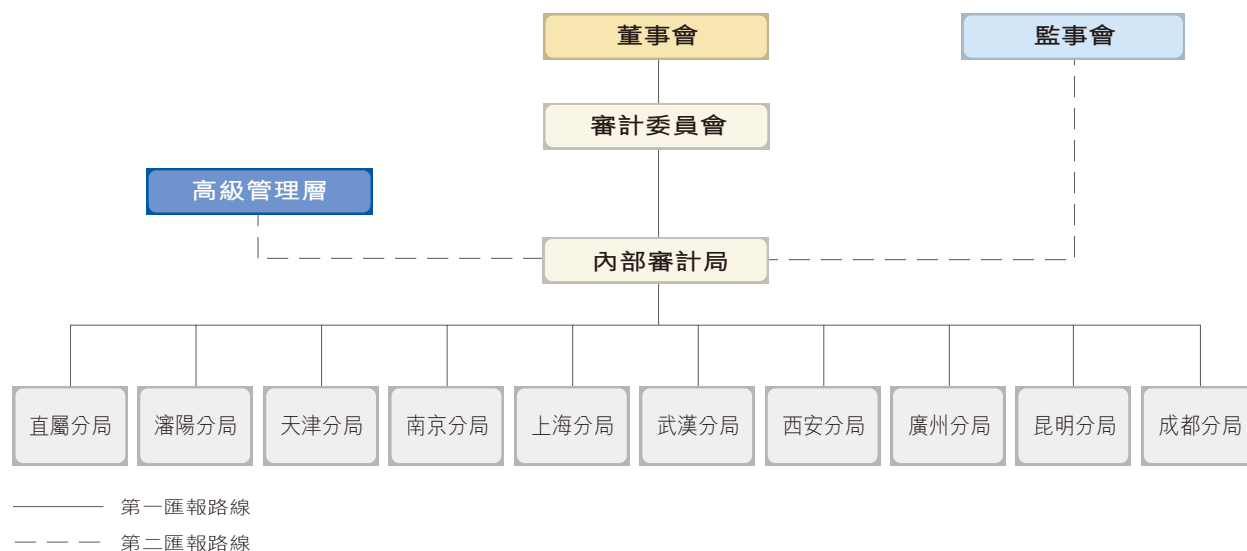 董事會
監事會
審計委員會
高級管理層
內部審計局
直屬分局
瀋陽分局
天津分局
南京分局
上海分局
武漢分局
西安分局
廣州分局
昆明分局
成都分局
第一匯報路線
第二匯報路線